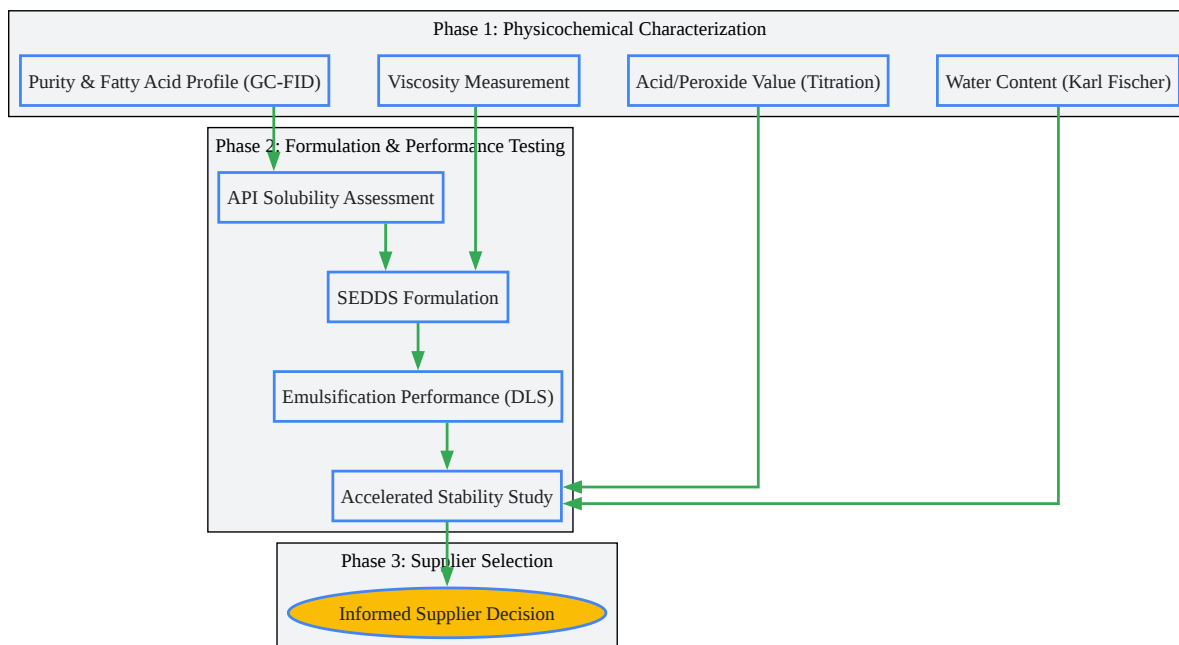 Phase 1: Physicochemical Characterization
Purity & Fatty Acid Profile (GC-FID)
Viscosity Measurement
Acid/Peroxide Value (Titration)
Water Content (Karl Fischer)
Phase 2: Formulation & Performance Testing
API Solubility Assessment
SEDDS Formulation
Emulsification Performance (DLS)
Accelerated Stability Study
Phase 3: Supplier Selection
Informed Supplier Decision